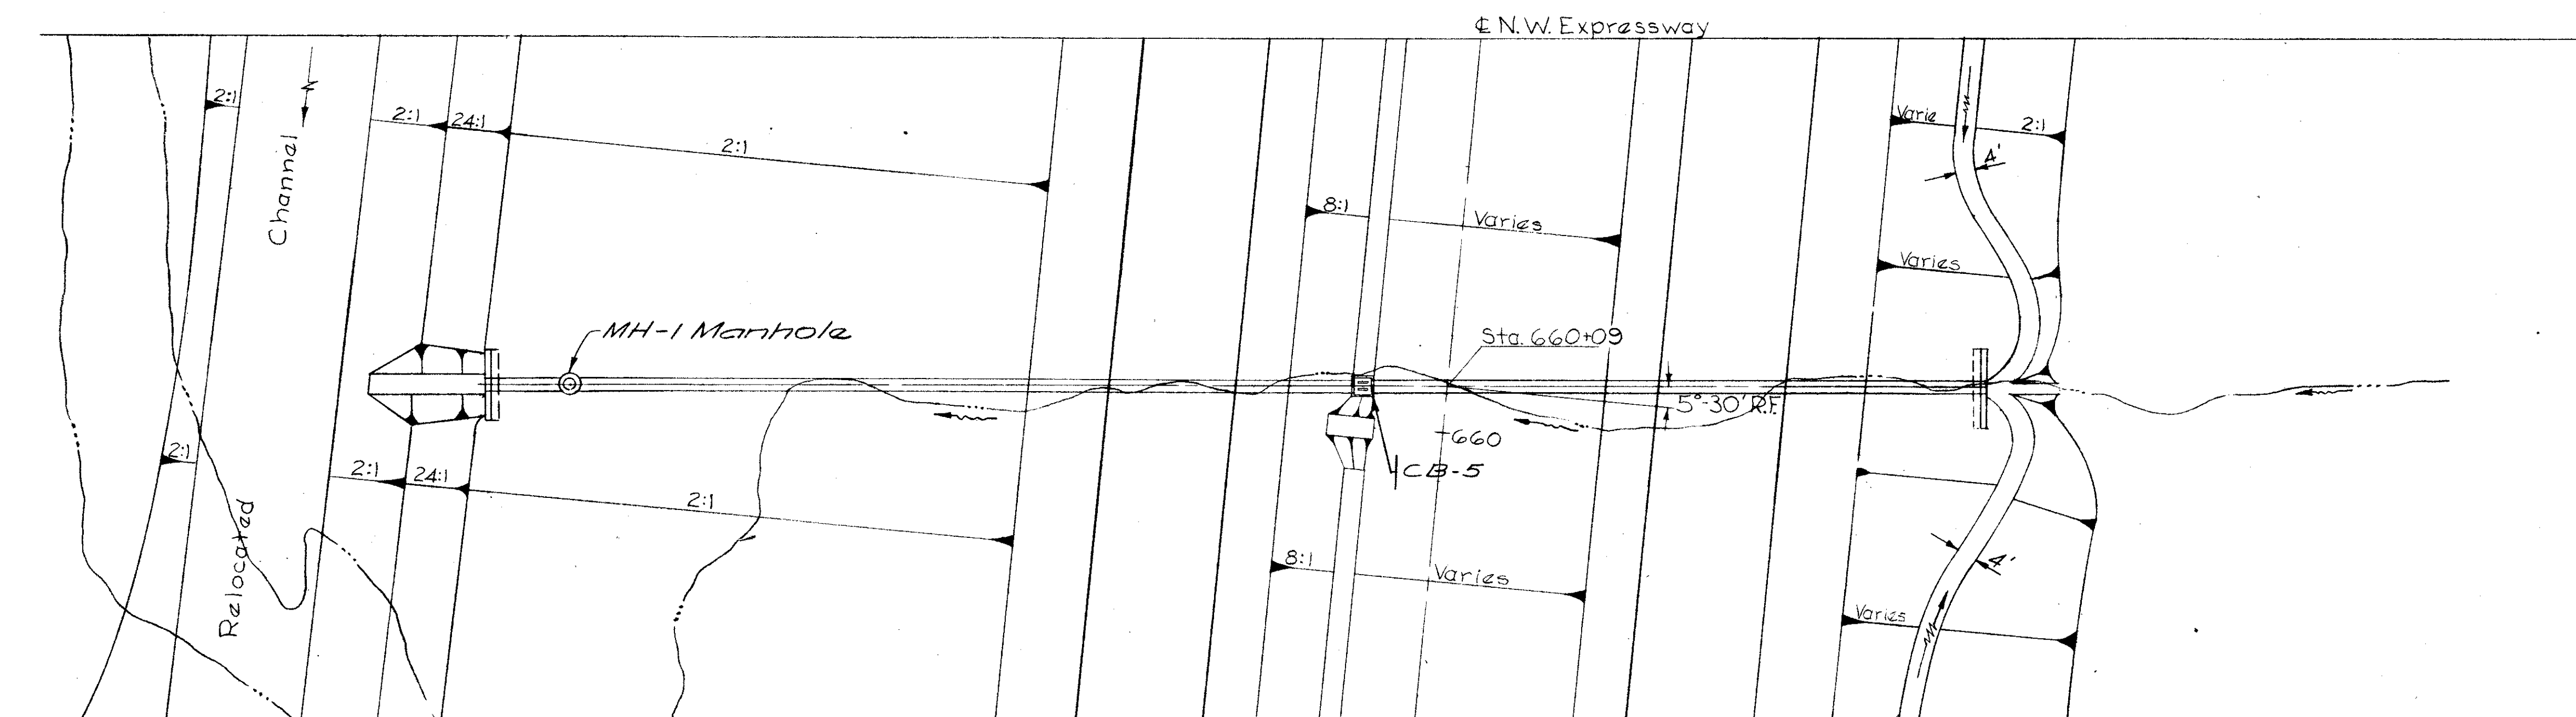 ℄ N.W. Expressway
2:1
Channel
2:1
24:1
2:1
8:1
Varies
Varie
2:1
4'
Varies
MH-1 Manhole
Sta. 660+09
5°-30' R.F.
660
CB-5
2:1
2:1
24:1
2:1
Relocated
8:1
Varies
4'
Varies